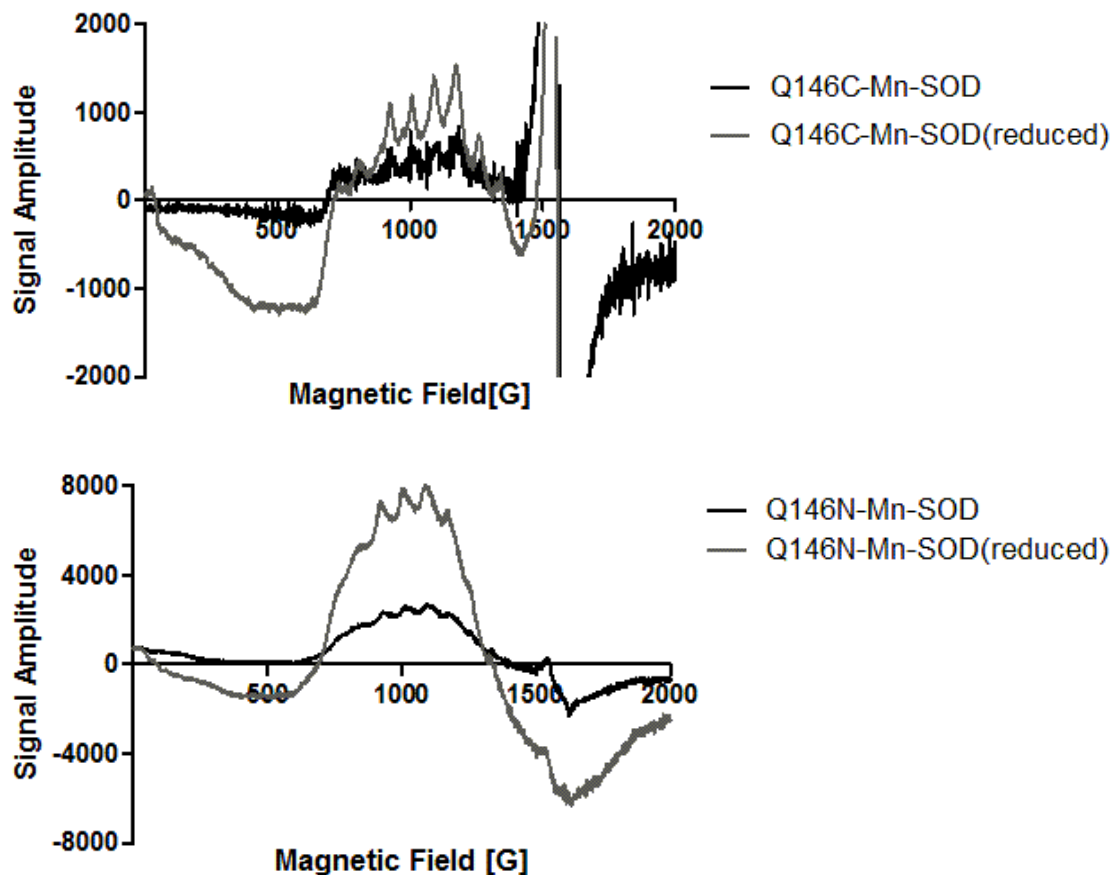 2000
1000
0
-1000
-2000
Signal Amplitude
500
1000
1500
2000
Magnetic Field[G]
Q146C-Mn-SOD
Q146C-Mn-SOD(reduced)
8000
4000
0
-4000
-8000
Signal Amplitude
500
1000
1500
2000
Magnetic Field [G]
Q146N-Mn-SOD
Q146N-Mn-SOD(reduced)